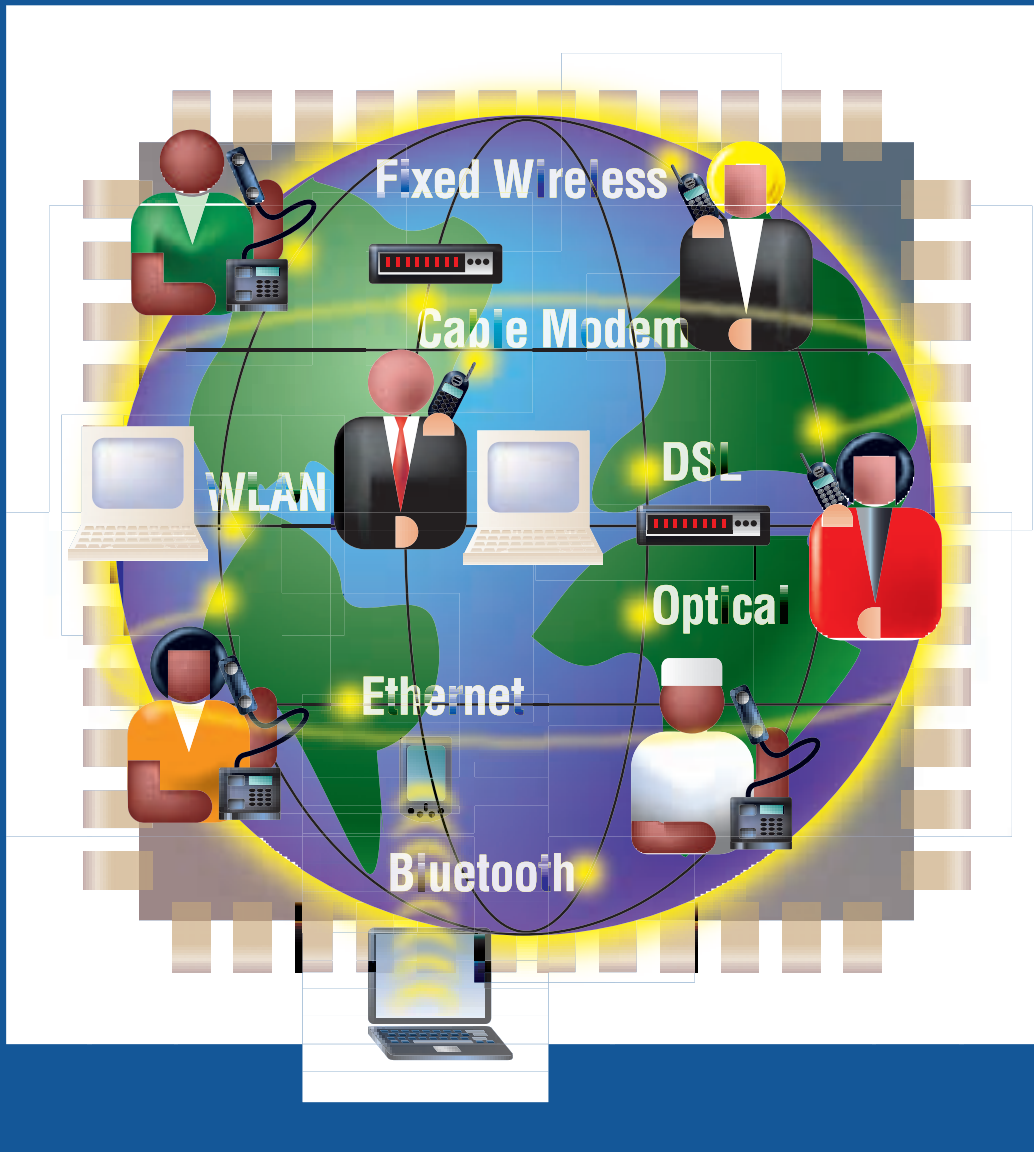 Fixed Wireless
Cable Modem
DSL
WLAN
Optical
Ethernet
Bluetooth